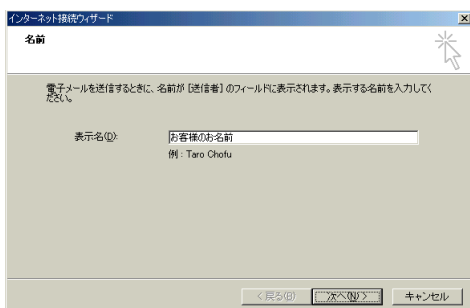 インターネット接続ウィザード
名前
電子メールを送信するときに、名前が [送信者] のフィールドに表示されます。表示する名前を入力してく
ださい。
表示名(D): お客様のお名前
例 : Taro Chofu
< 戻る(B) 次へ(N) > キャンセル